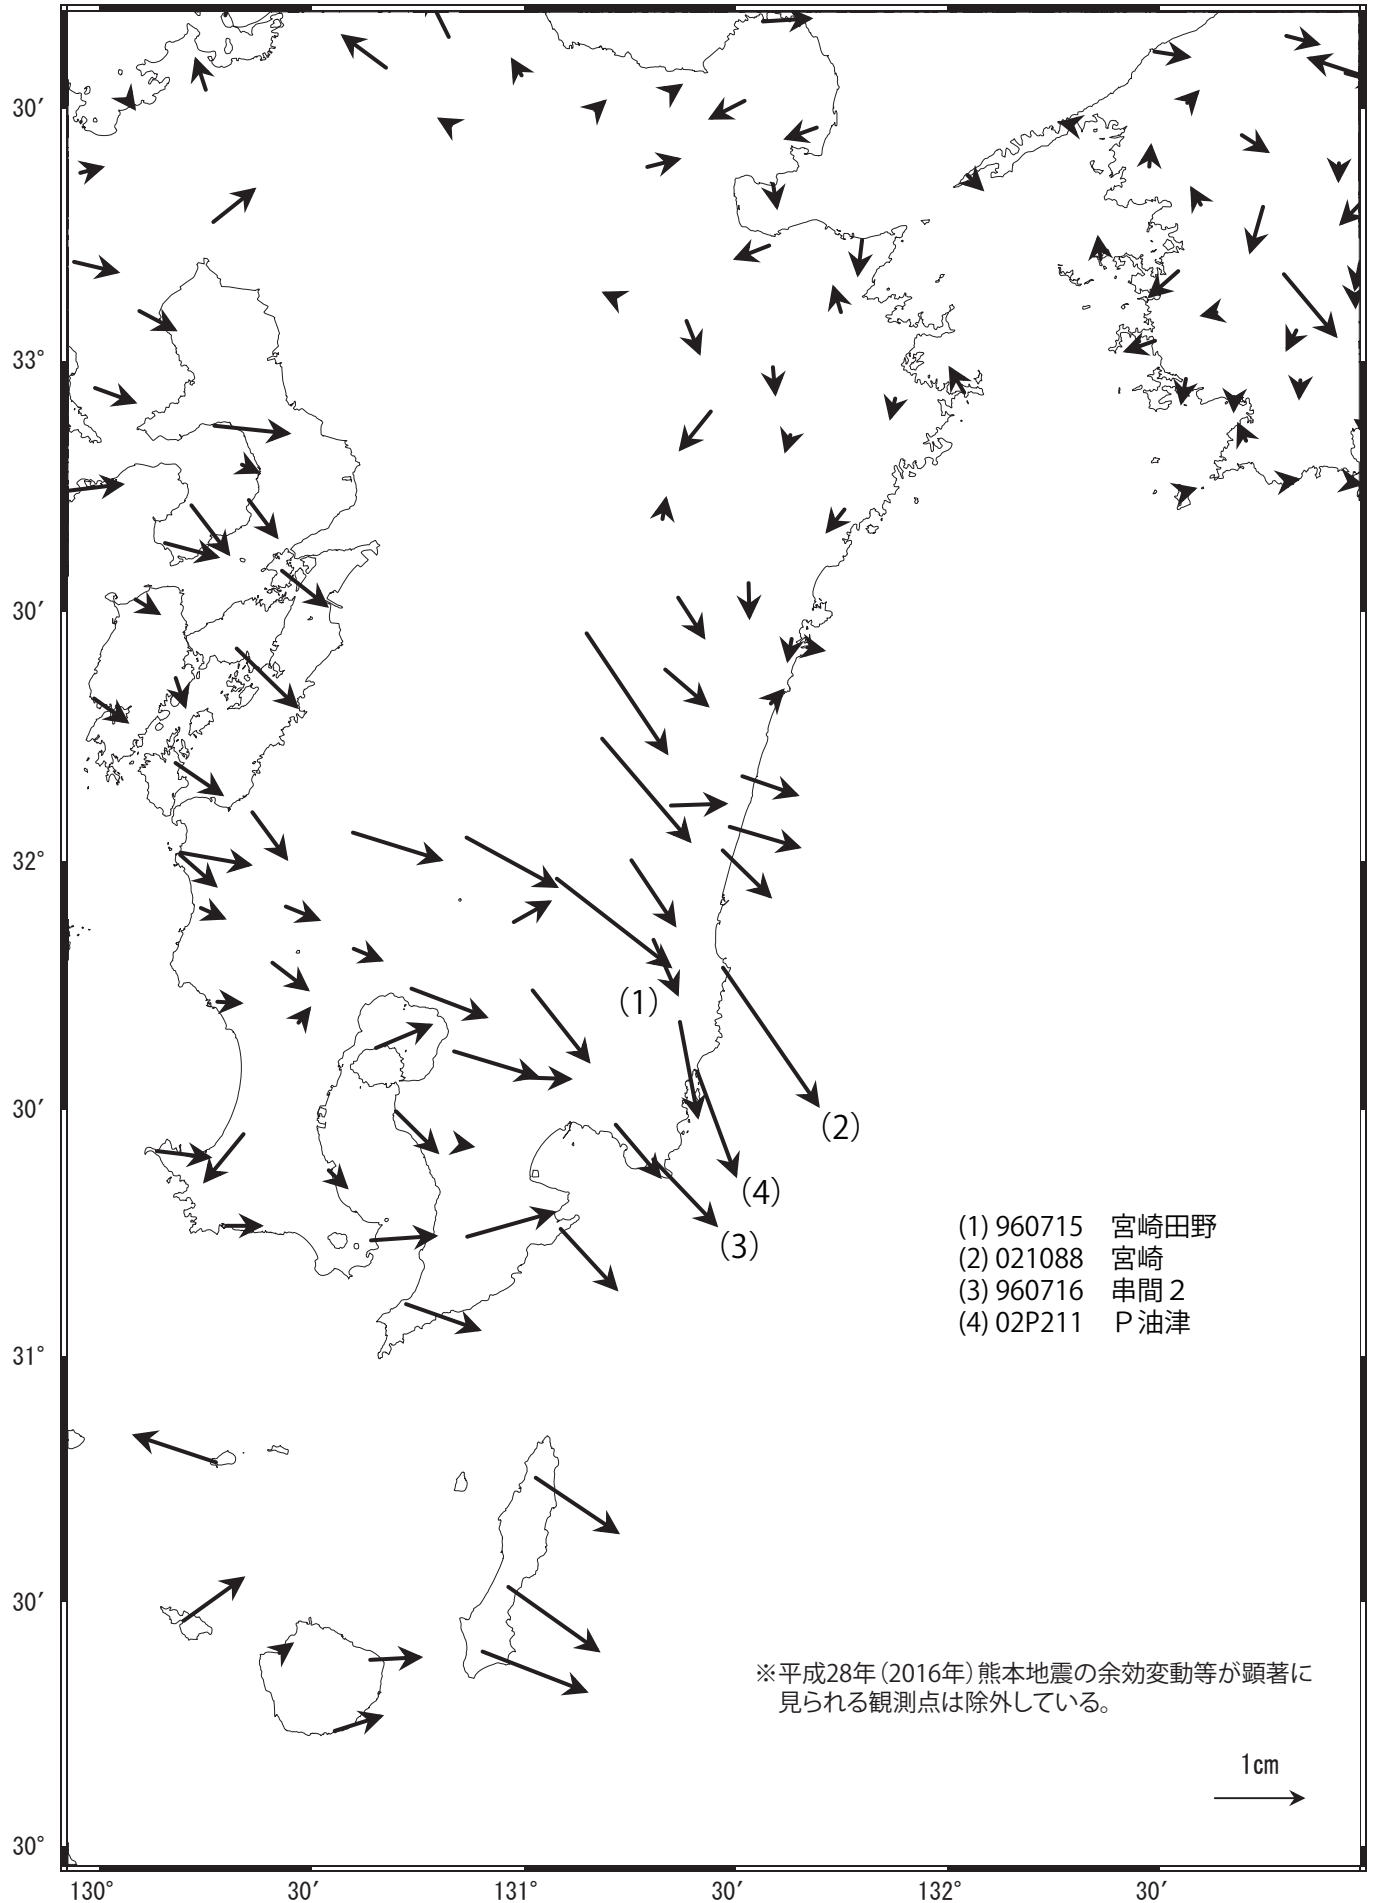 30′
33°
30′
32°
30′
31°
30′
30°
(1)
(2)
(4)
(3)
(1) 960715 宮崎田野
(2) 021088 宮崎
(3) 960716 串間２
(4) 02P211 Ｐ油津
※平成28年（2016年）熊本地震の余効変動等が顕著に
見られる観測点は除外している。
1cm
130° 30′ 131° 30′ 132° 30′